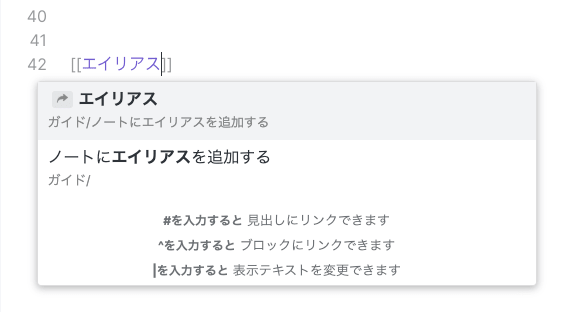 40
41
42 [[エイリアス]]
エイリアス
ガイド/ノートにエイリアスを追加する
ノートにエイリアスを追加する
ガイド/
#を入力すると 見出しにリンクできます
^を入力すると ブロックにリンクできます
|を入力すると 表示テキストを変更できます